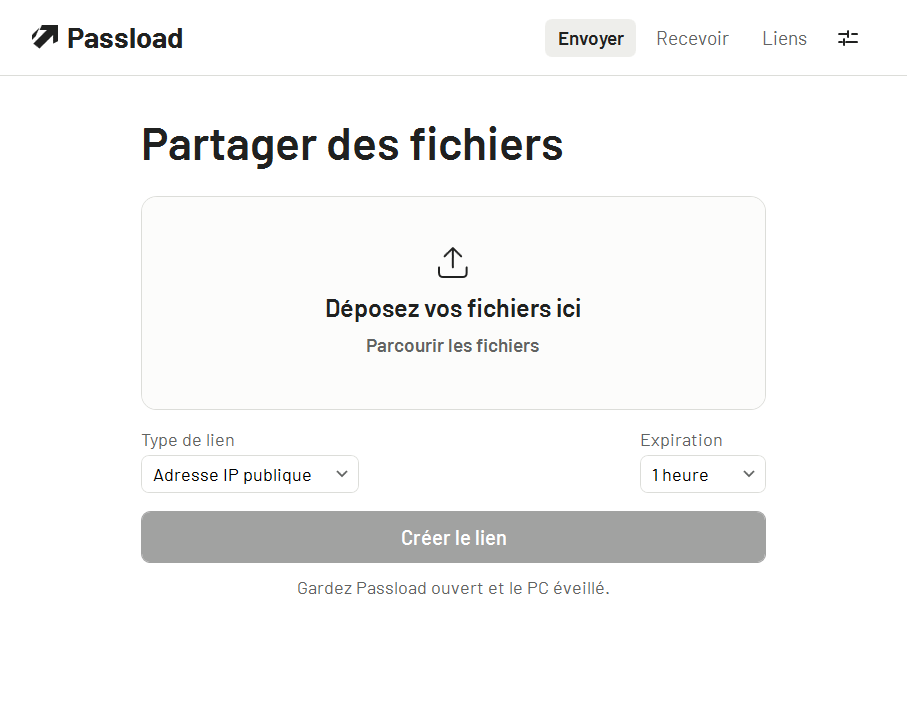 Passload
Envoyer
Recevoir
Liens
Partager des fichiers
Déposez vos fichiers ici
Parcourir les fichiers
Type de lien
Expiration
Adresse IP publique
1 heure
Créer le lien
Gardez Passload ouvert et le PC éveillé.